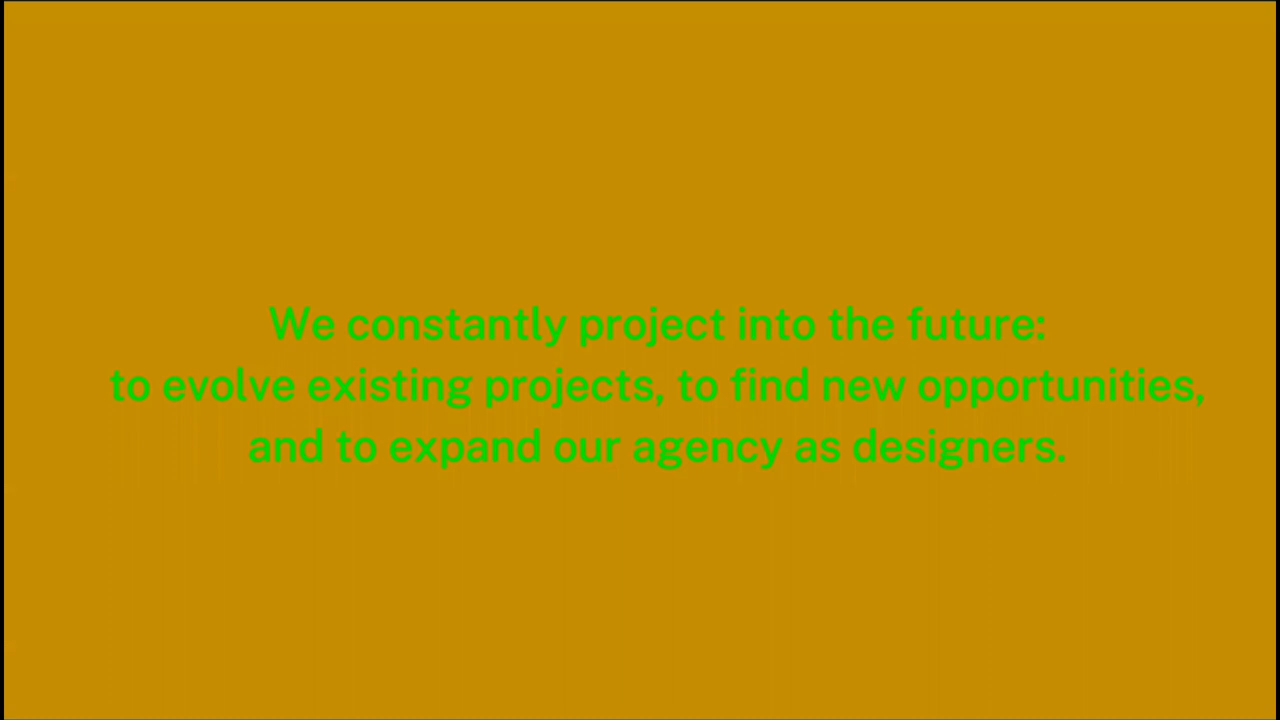 We constantly project into the future:
to evolve existing projects, to find new opportunities,
and to expand our agency as designers.